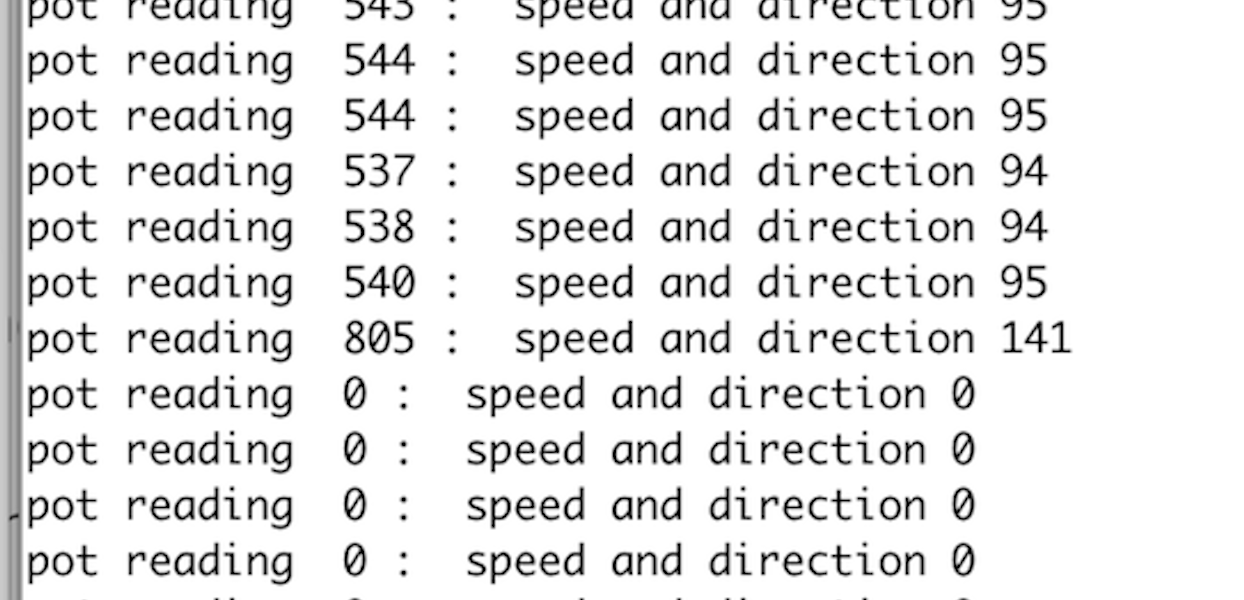 pot reading  543 :  speed and direction 95
pot reading  544 :  speed and direction 95
pot reading  544 :  speed and direction 95
pot reading  537 :  speed and direction 94
pot reading  538 :  speed and direction 94
pot reading  540 :  speed and direction 95
pot reading  805 :  speed and direction 141
pot reading  0 :  speed and direction 0
pot reading  0 :  speed and direction 0
pot reading  0 :  speed and direction 0
pot reading  0 :  speed and direction 0